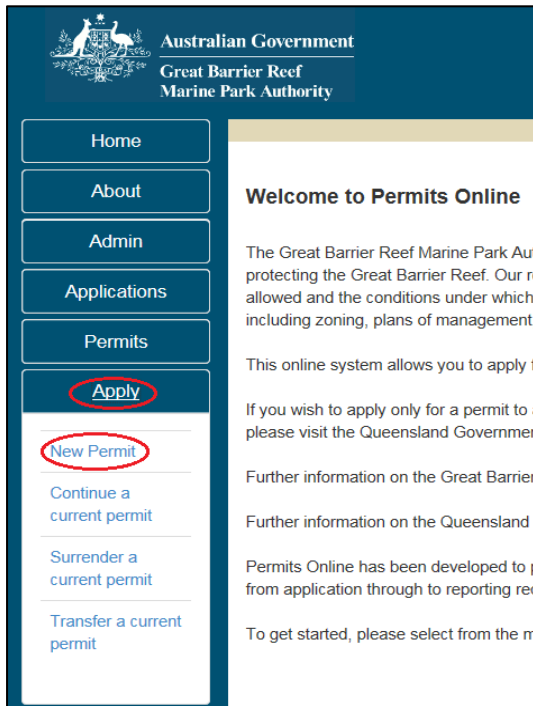 Australian Government
Great Barrier Reef
Marine Park Authority
Home
About
Admin
Applications
Permits
Apply
New Permit
Continue a
current permit
Surrender a
current permit
Transfer a current
permit
Welcome to Permits Online
The Great Barrier Reef Marine Park Aut
protecting the Great Barrier Reef. Our r
allowed and the conditions under which
including zoning, plans of management
This online system allows you to apply f
If you wish to apply only for a permit to
please visit the Queensland Governmen
Further information on the Great Barrier
Further information on the Queensland
Permits Online has been developed to p
from application through to reporting re
To get started, please select from the m